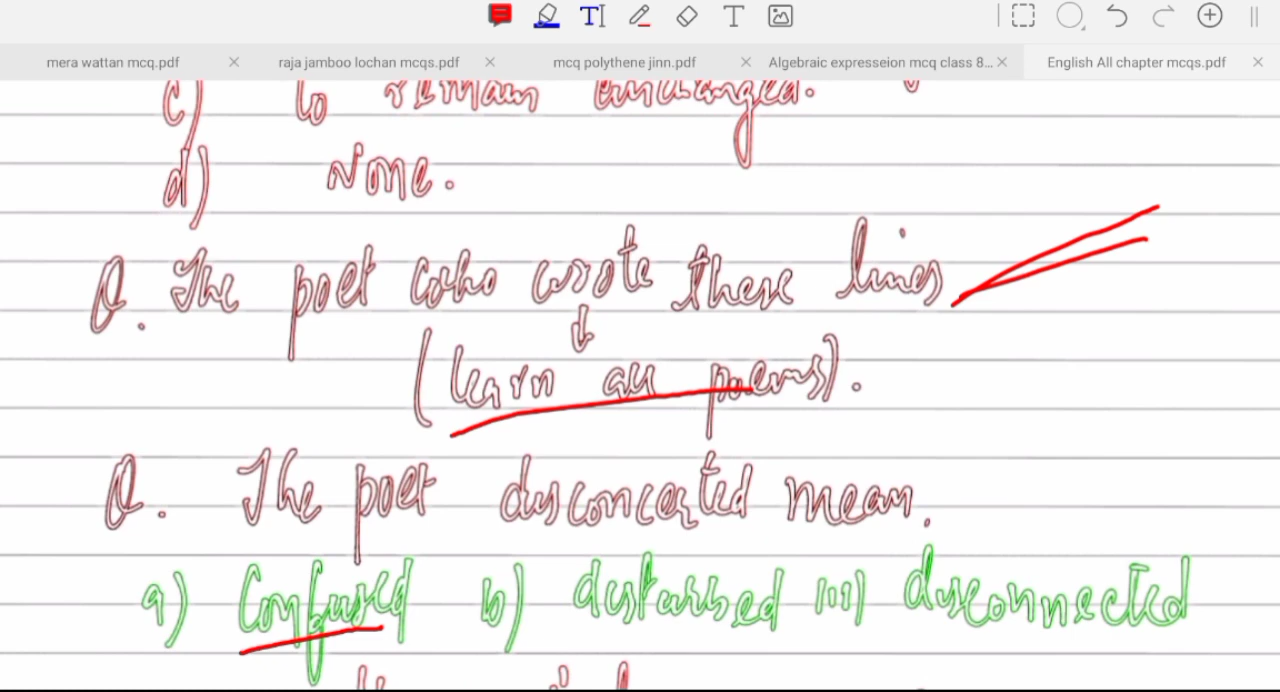 mera wattan mcq.pdf
raja jamboo lochan mcqs.pdf
mcq polythene jinn.pdf
Algebraic expresseion mcq class 8...
English All chapter mcqs.pdf
c) to remain unchanged.
d) None.
Q. The poet who wrote these lines
(learn all poems).
Q. The poet disconcerted mean.
a) Confused b) disturbed iii) disconnected